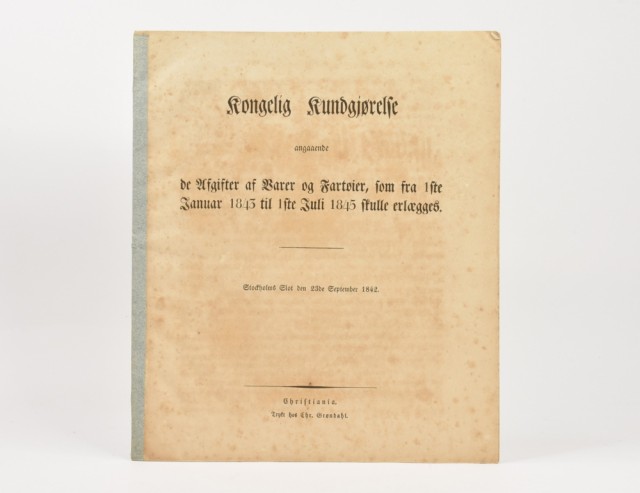 Kongelig Kundgjørelse
angaaende
de Afgifter af Varer og Fartøier, som fra 1ste
Januar 1843 til 1ste Juli 1845 skulle erlægges.
Stockholms Slot den 23de September 1842.
Christiania.
Trykt hos Chr. Grøndahl.